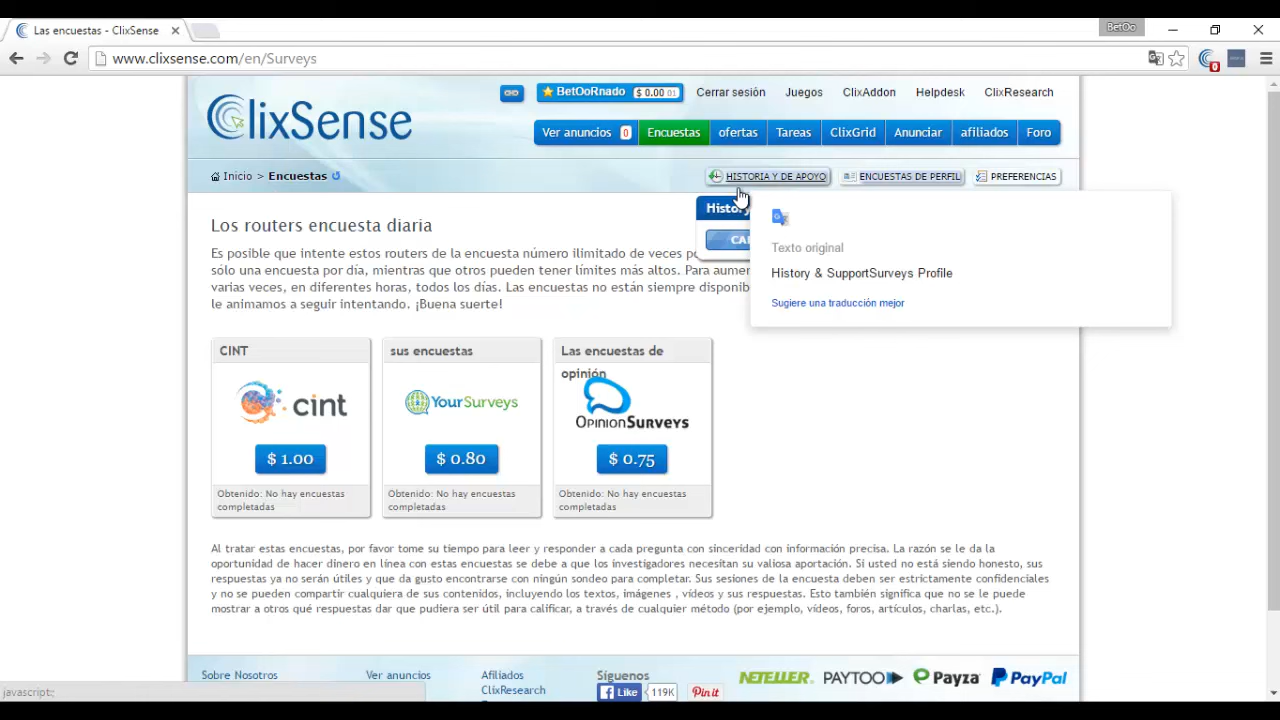 Las encuestas - ClixSense
BetOo
www.clixsense.com/en/Surveys
0
ClixSense
BetOoRnado $ 0.00 01
Cerrar sesión
Juegos
ClixAddon
Helpdesk
ClixResearch
Ver anuncios 0
Encuestas
ofertas
Tareas
ClixGrid
Anunciar
afiliados
Foro
Inicio > Encuestas
HISTORIA Y DE APOYO
ENCUESTAS DE PERFIL
PREFERENCIAS
History
Texto original
History & SupportSurveys Profile
Sugiere una traducción mejor
Los routers encuesta diaria
Es posible que intente estos routers de la encuesta número ilimitado de veces
sólo una encuesta por día, mientras que otros pueden tener límites más altos. Para
varias veces, en diferentes horas, todos los días. Las encuestas no están siempre
le animamos a seguir intentando. ¡Buena suerte!
CINT
cint
$ 1.00
Obtenido: No hay encuestas
completadas
sus encuestas
YourSurveys
$ 0.80
Obtenido: No hay encuestas
completadas
Las encuestas de
opinión
OPINIONSURVEYS
$ 0.75
Obtenido: No hay encuestas
completadas
Al tratar estas encuestas, por favor tome su tiempo para leer y responder a cada pregunta con sinceridad con información precisa. La razón se le da la
oportunidad de hacer dinero en línea con estas encuestas se debe a que los investigadores necesitan su valiosa aportación. Si usted no está siendo honesto, sus
respuestas ya no serán útiles y que da gusto encontrarse con ningún sondeo para completar. Sus sesiones de la encuesta deben ser estrictamente confidenciales
y no se pueden compartir cualquiera de sus contenidos, incluyendo los textos, imágenes , vídeos y sus respuestas. Esto también significa que no se le puede
mostrar a otros qué respuestas dar que pudiera ser útil para calificar, a través de cualquier método (por ejemplo, vídeos, foros, artículos, charlas, etc.).
Sobre Nosotros
Ver anuncios
Afiliados
ClixResearch
Síguenos
Like 119K
Pin it
NETELLER
PAYTOO
Payza
PayPal
javascript:;